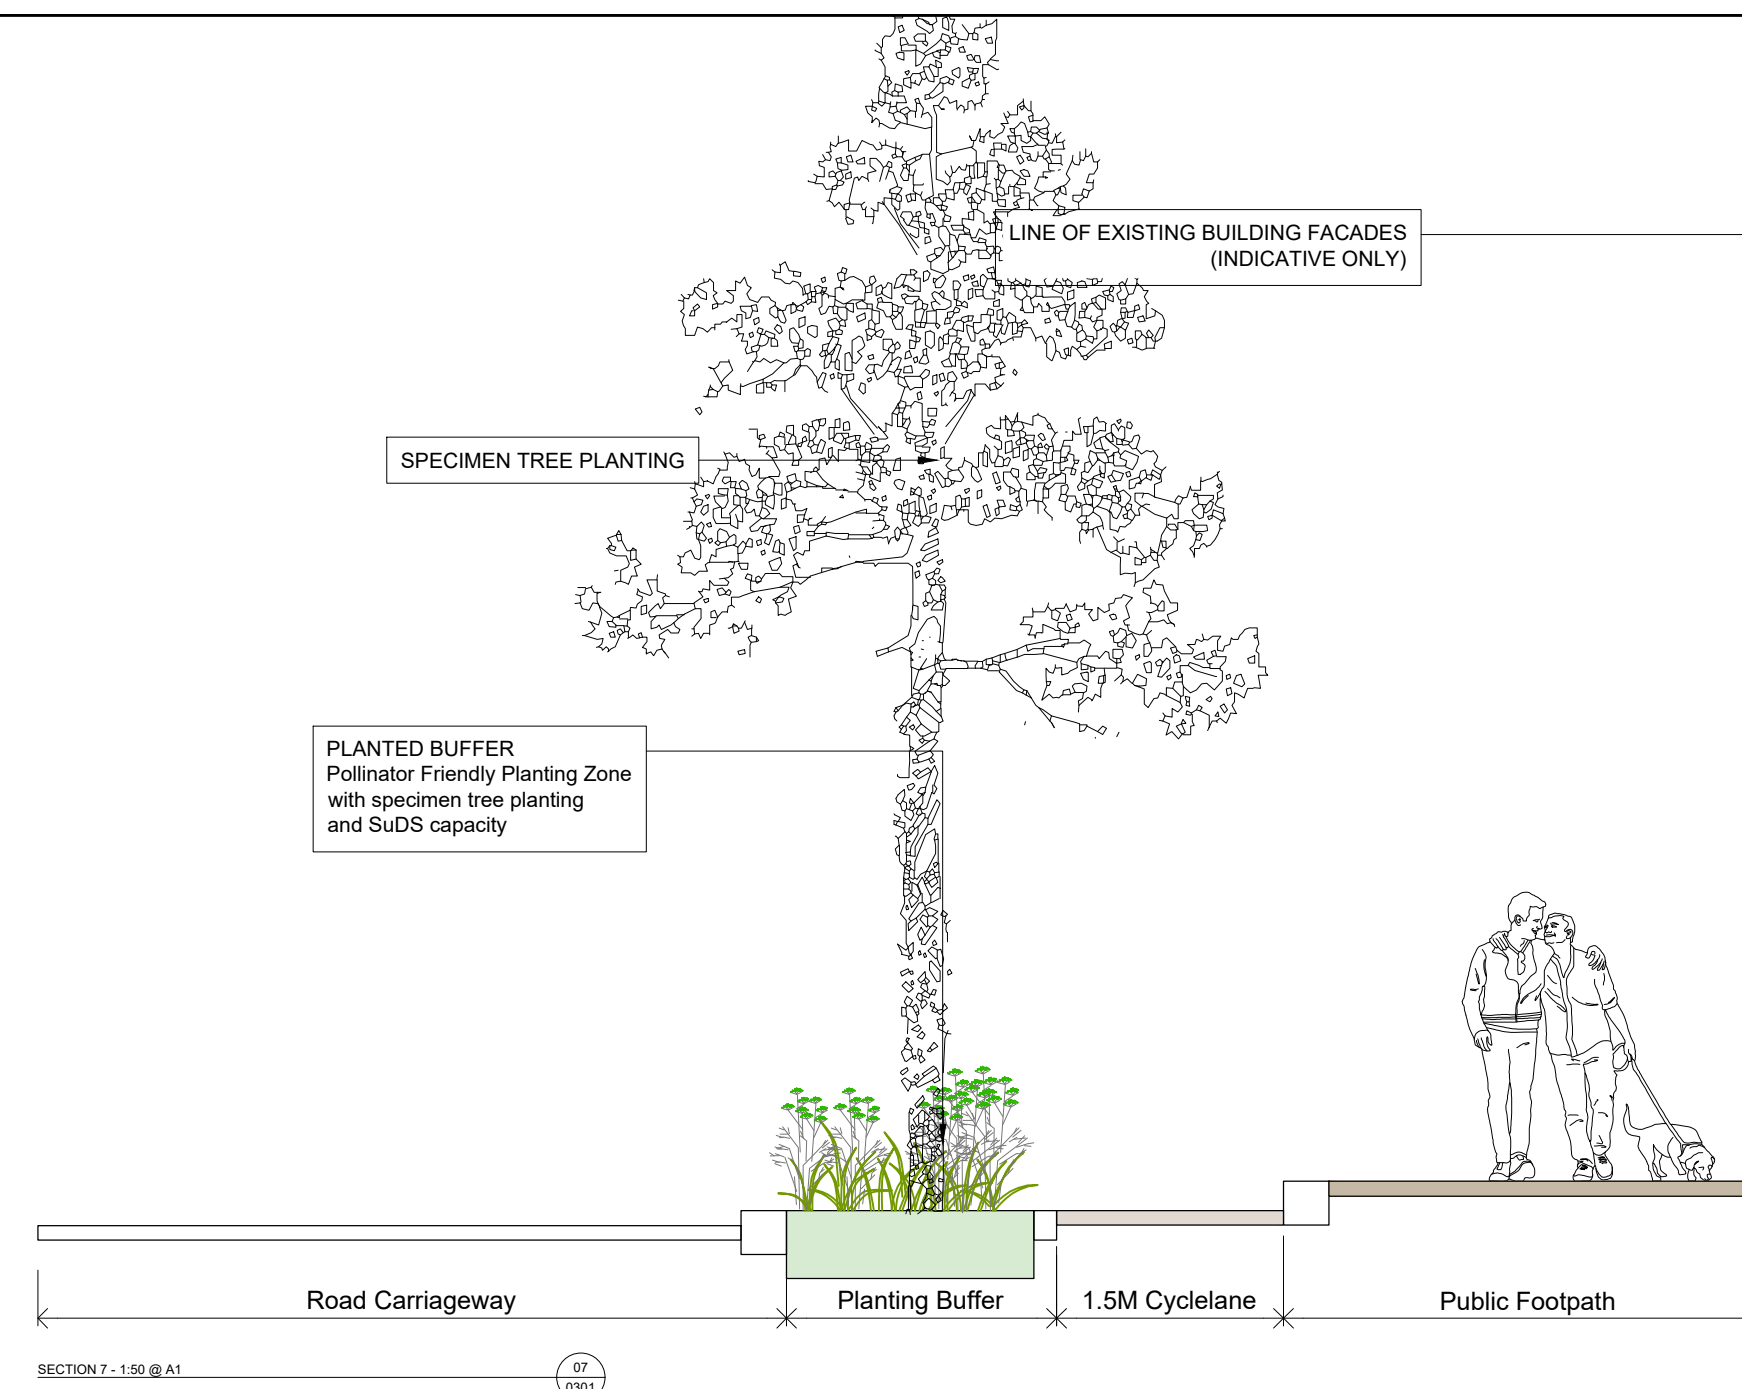 LINE OF EXISTING BUILDING FACADES
(INDICATIVE ONLY)
SPECIMEN TREE PLANTING
PLANTED BUFFER
Pollinator Friendly Planting Zone
with specimen tree planting
and SuDS capacity
Road Carriageway
Planting Buffer
1.5M Cyclelane
Public Footpath
SECTION 7 - 1:50 @ A1
07
0301